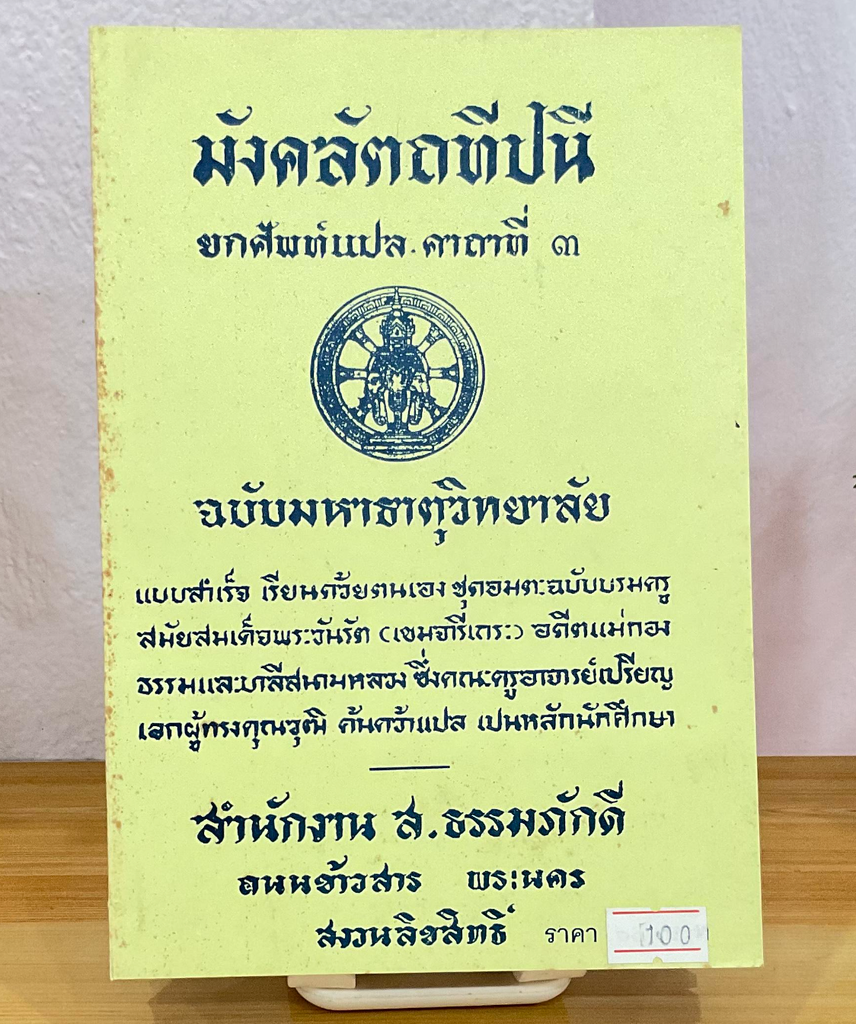 มังคลัตถทีปนี
ยกศัพท์แปล.คาถาที่ ๓
ฉบับมหาธาตุวิทยาลัย
แบบสำเร็จ เรียนด้วยตนเอง ชุดอมตะฉบับบรมครู
สมัยสมเด็จพระวันรัต (เขมจารีเถระ) อดีตแม่กอง
ธรรมและบาลีสนามหลวง ซึ่งคณะครูอาจารย์เปรียญ
เอกผู้ทรงคุณวุฒิ ค้นคว้าแปล เปนหลักนักศึกษา
สำนักงาน ส.ธรรมภักดี
ถนนข้าวสาร พระนคร
สงวนลิขสิทธิ์ ราคา 100